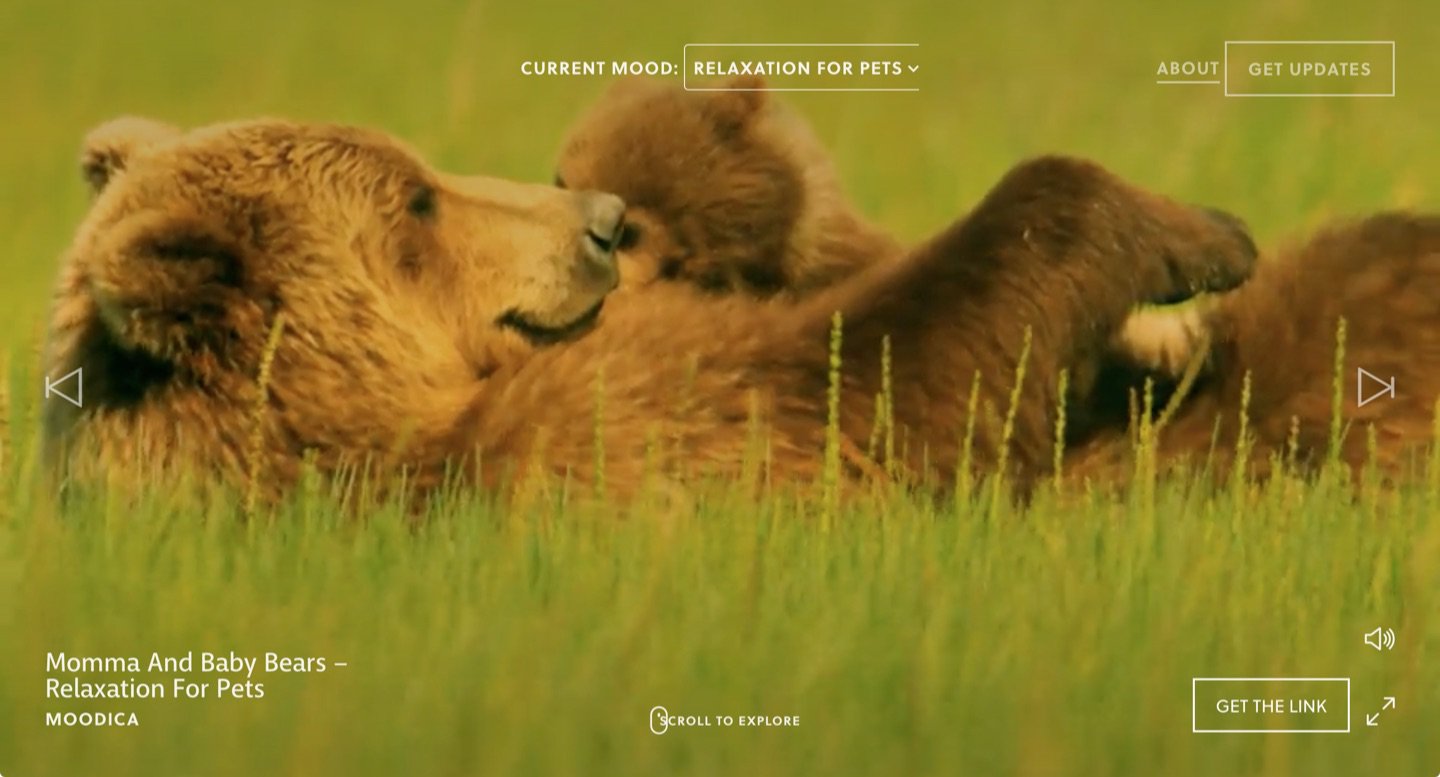 CURRENT MOOD: RELAXATION FOR PETS
ABOUT
GET UPDATES
Momma And Baby Bears –
Relaxation For Pets
MOODICA
SCROLL TO EXPLORE
GET THE LINK